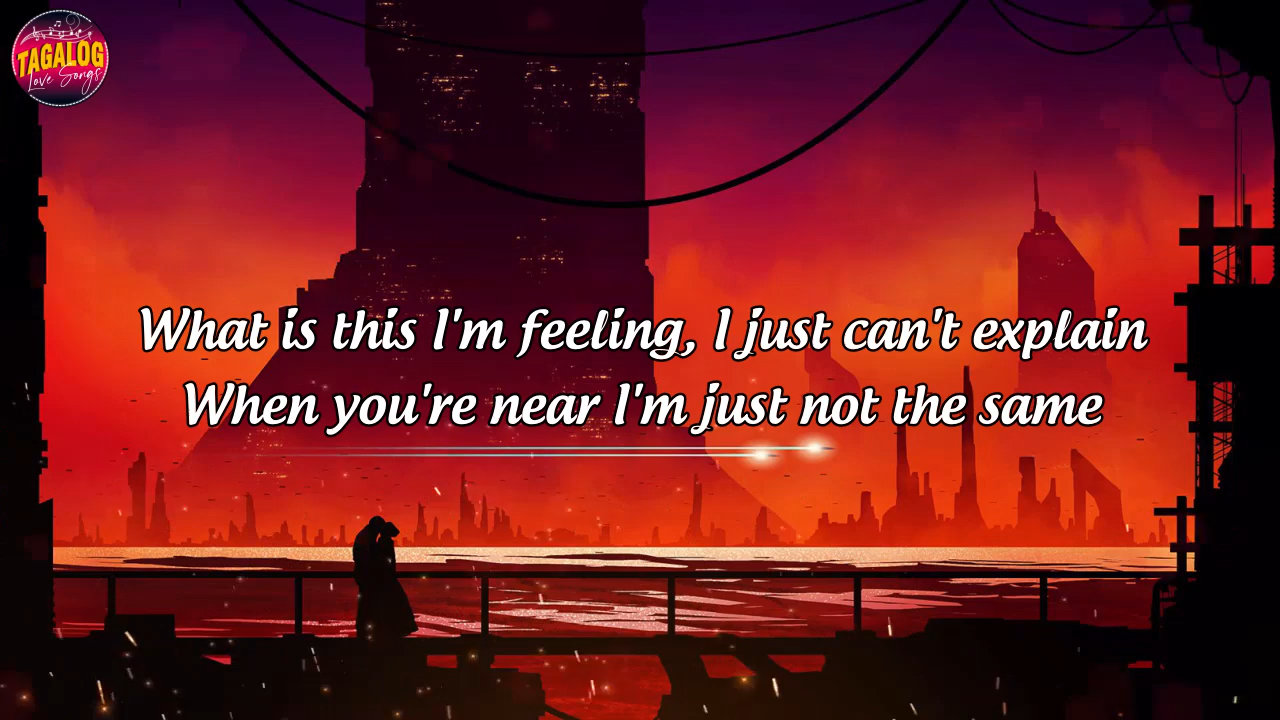 TAGALOG
Love Songs
What is this I'm feeling, I just can't explain
When you're near I'm just not the same